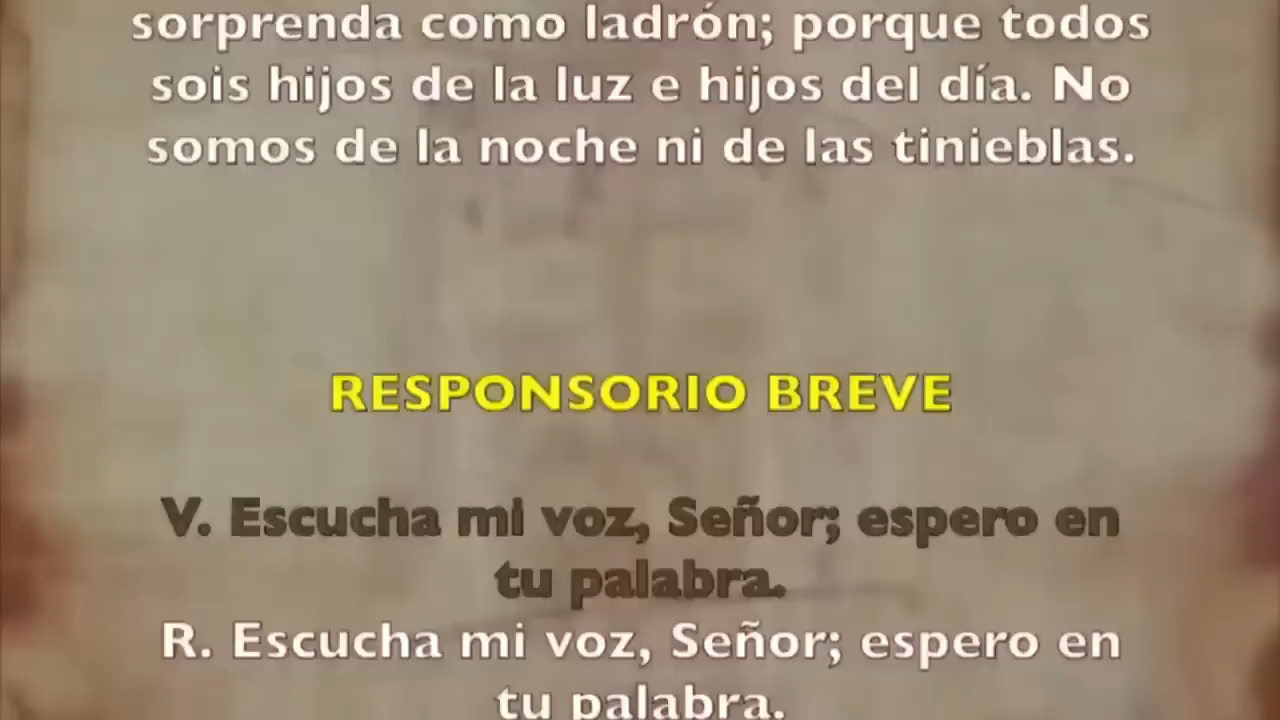 sorprenda como ladrón; porque todos
sois hijos de la luz e hijos del día. No
somos de la noche ni de las tinieblas.
RESPONSORIO BREVE
V. Escucha mi voz, Señor; espero en
tu palabra.
R. Escucha mi voz, Señor; espero en
tu palabra.